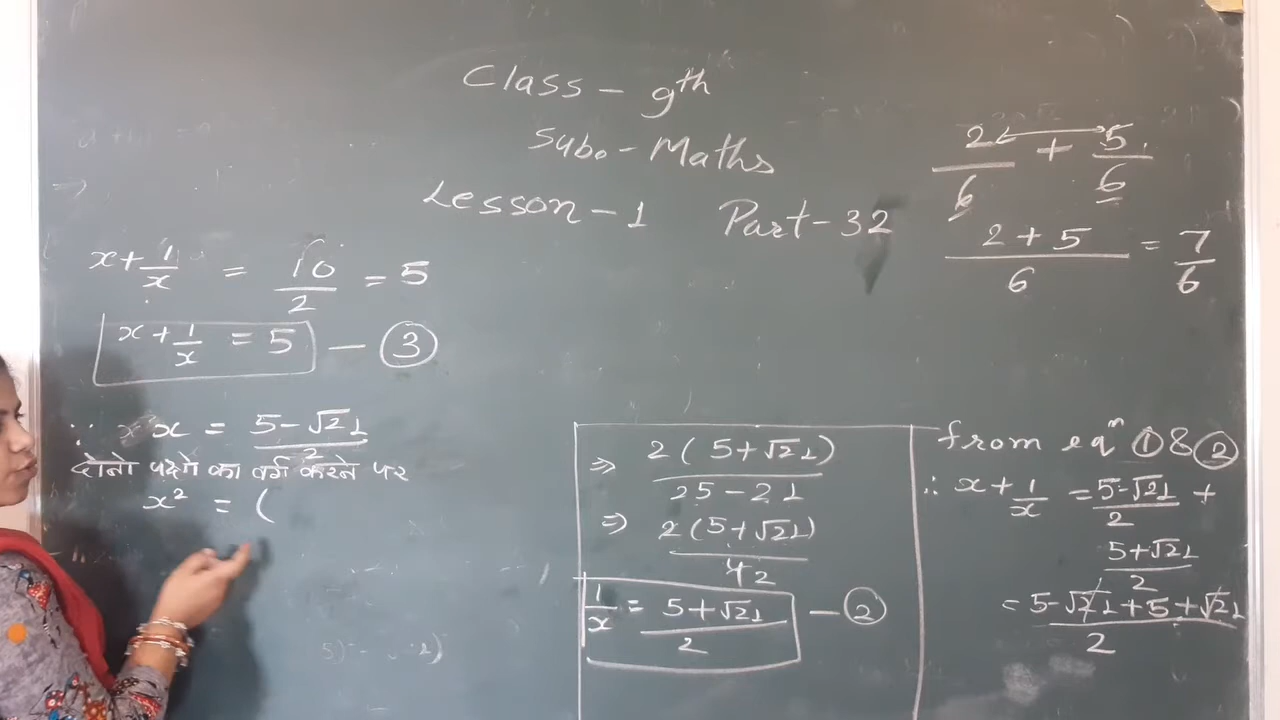 Class - 9th
Sub. - Maths
Lesson - 1 Part - 32
2/6 + 5/6
(2 + 5)/6 = 7/6
x + 1/x = 10/2 = 5
x + 1/x = 5 — ③
∵ x = (5 - √21)/2
दोनो पक्षो का वर्ग करने पर
x² = (
⇒ 2(5 + √21)/(25 - 21)
⇒ 2(5 + √21)/4 2
1/x = (5 + √21)/2 — ②
from eqⁿ ① & ②
∴ x + 1/x = (5 - √21)/2 +
(5 + √21)/2
= (5 - √21 + 5 + √21)/2